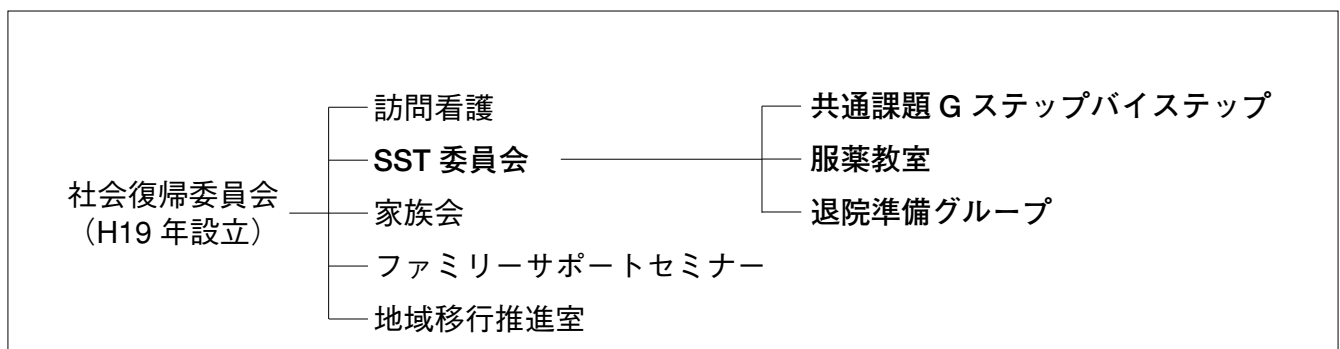 社会復帰委員会
（H19 年設立）
訪問看護
SST 委員会
家族会
ファミリーサポートセミナー
地域移行推進室
共通課題 G ステップバイステップ
服薬教室
退院準備グループ